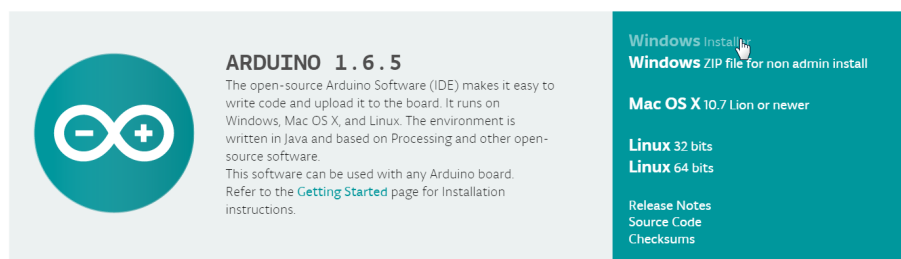 ARDUINO 1.6.5
The open-source Arduino Software (IDE) makes it easy to
write code and upload it to the board. It runs on
Windows, Mac OS X, and Linux. The environment is
written in Java and based on Processing and other open-
source software.
This software can be used with any Arduino board.
Refer to the Getting Started page for Installation
instructions.
Windows Installer
Windows ZIP file for non admin install
Mac OS X 10.7 Lion or newer
Linux 32 bits
Linux 64 bits
Release Notes
Source Code
Checksums